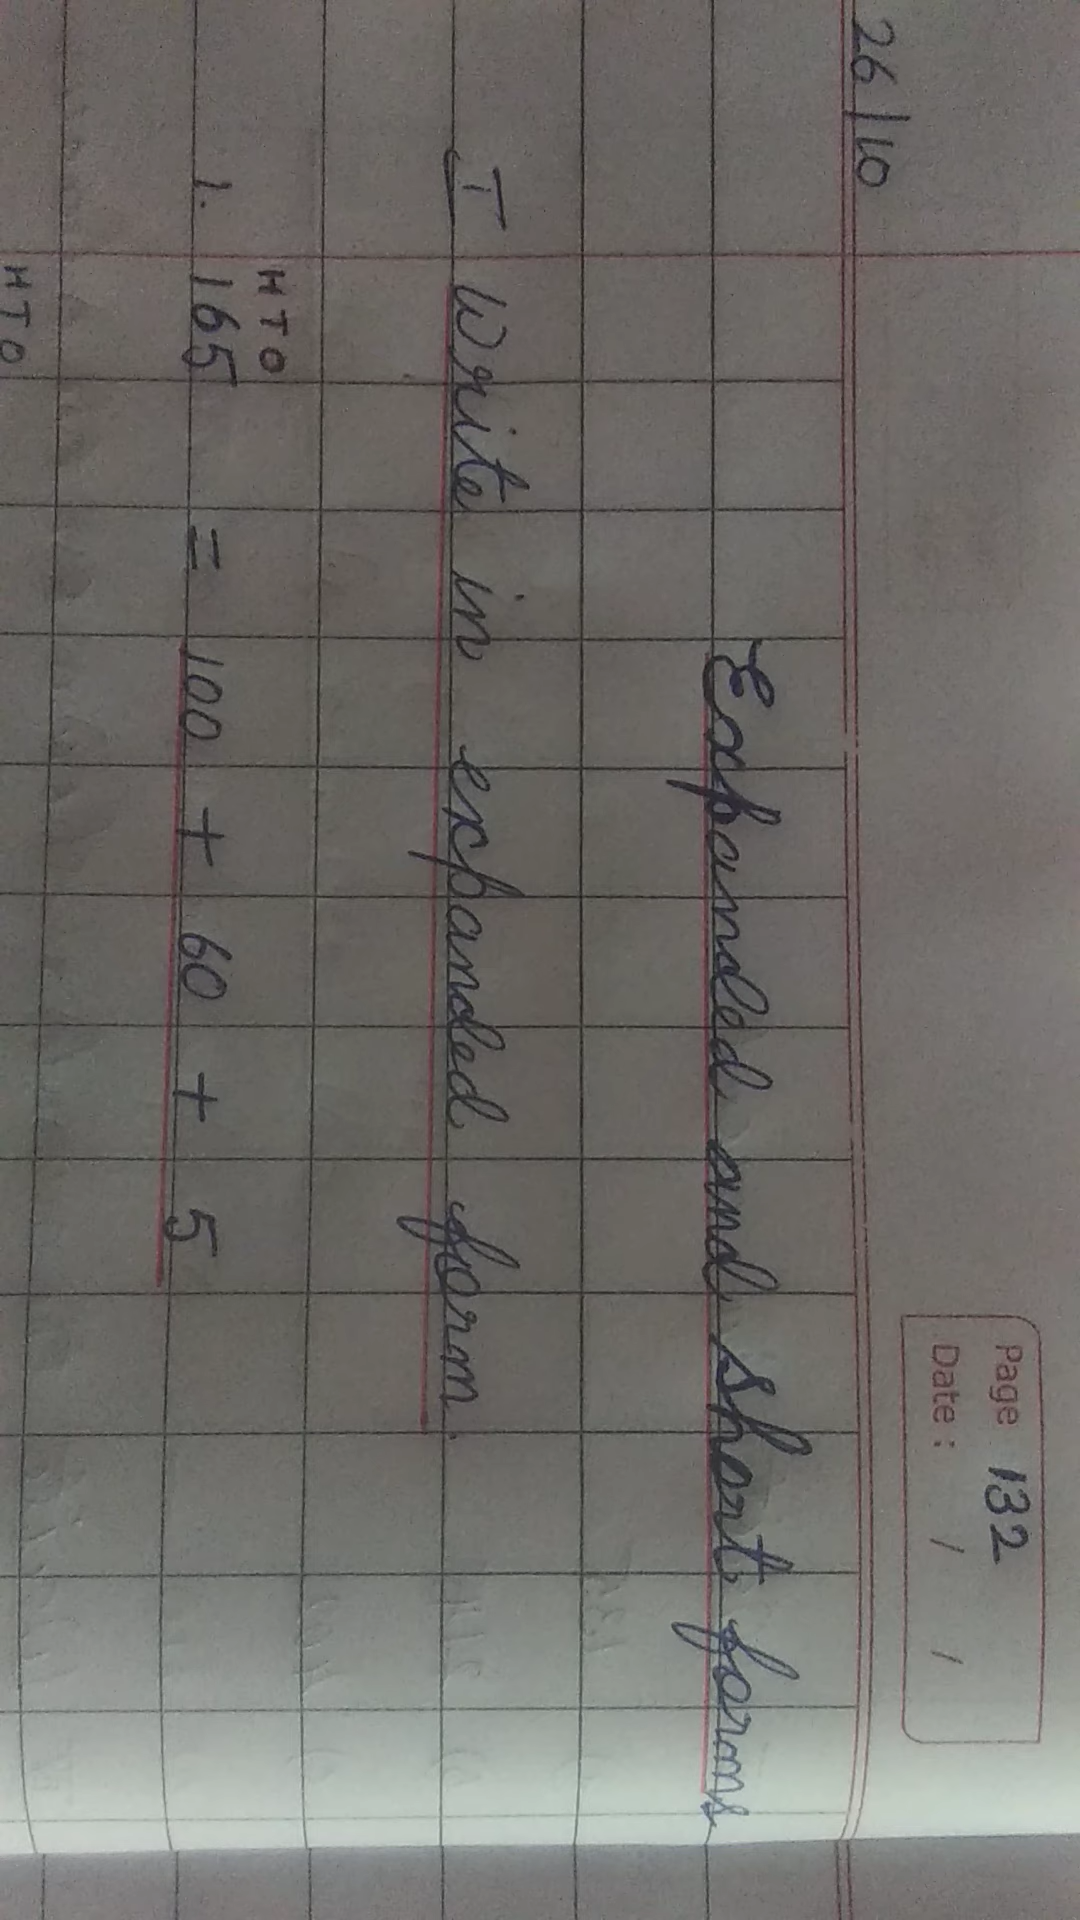 Page 132
Date: / /
26/10
Expanded and short forms
I Write in expanded form.
H T O
1. 165 = 100 + 60 + 5
H T O